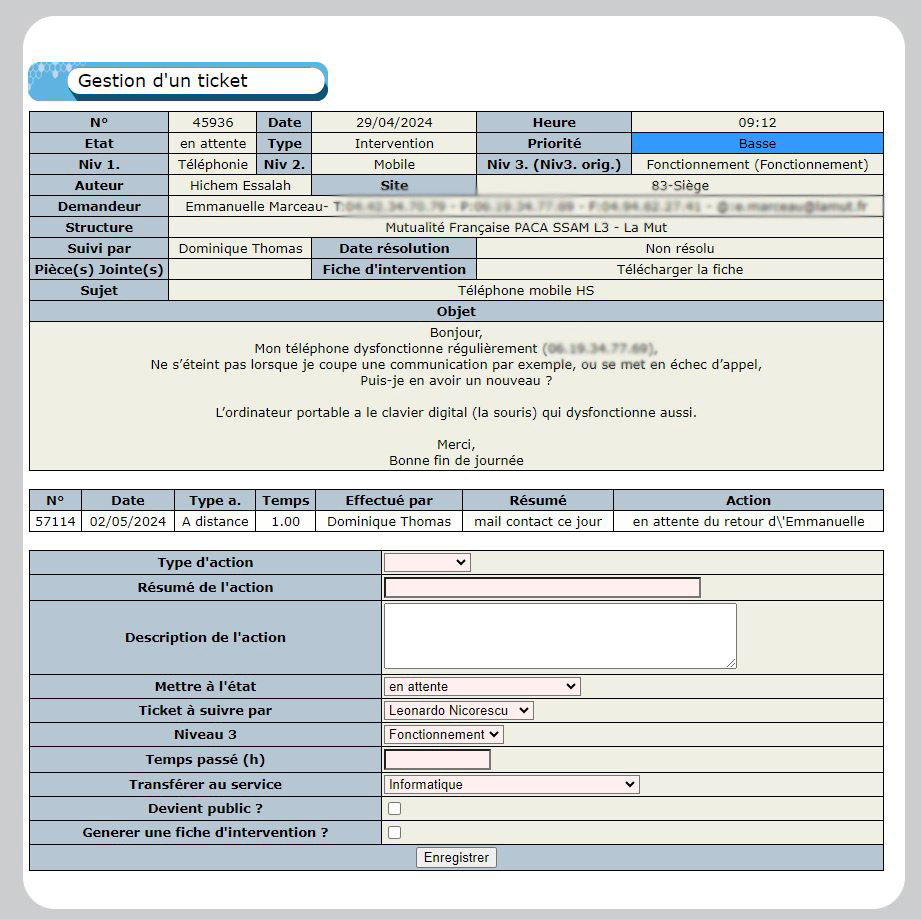 Gestion d'un ticket
N° 45936 Date 29/04/2024 Heure 09:12
Etat en attente Type Intervention Priorité Basse
Niv 1. Téléphonie Niv 2. Mobile Niv 3. (Niv3. orig.) Fonctionnement (Fonctionnement)
Auteur Hichem Essalah Site 83-Siège
Demandeur Emmanuelle Marceau-
Structure Mutualité Française PACA SSAM L3 - La Mut
Suivi par Dominique Thomas Date résolution Non résolu
Pièce(s) Jointe(s) Fiche d'intervention Télécharger la fiche
Sujet Téléphone mobile HS
Objet
Bonjour,
Mon téléphone dysfonctionne régulièrement
Ne s’éteint pas lorsque je coupe une communication par exemple, ou se met en échec d’appel,
Puis-je en avoir un nouveau ?
L’ordinateur portable a le clavier digital (la souris) qui dysfonctionne aussi.
Merci,
Bonne fin de journée
N° Date Type a. Temps Effectué par Résumé Action
57114 02/05/2024 A distance 1.00 Dominique Thomas mail contact ce jour en attente du retour d\'Emmanuelle
Type d'action
Résumé de l'action
Description de l'action
Mettre à l'état en attente
Ticket à suivre par Leonardo Nicorescu
Niveau 3 Fonctionnement
Temps passé (h)
Transférer au service Informatique
Devient public ?
Generer une fiche d'intervention ?
Enregistrer